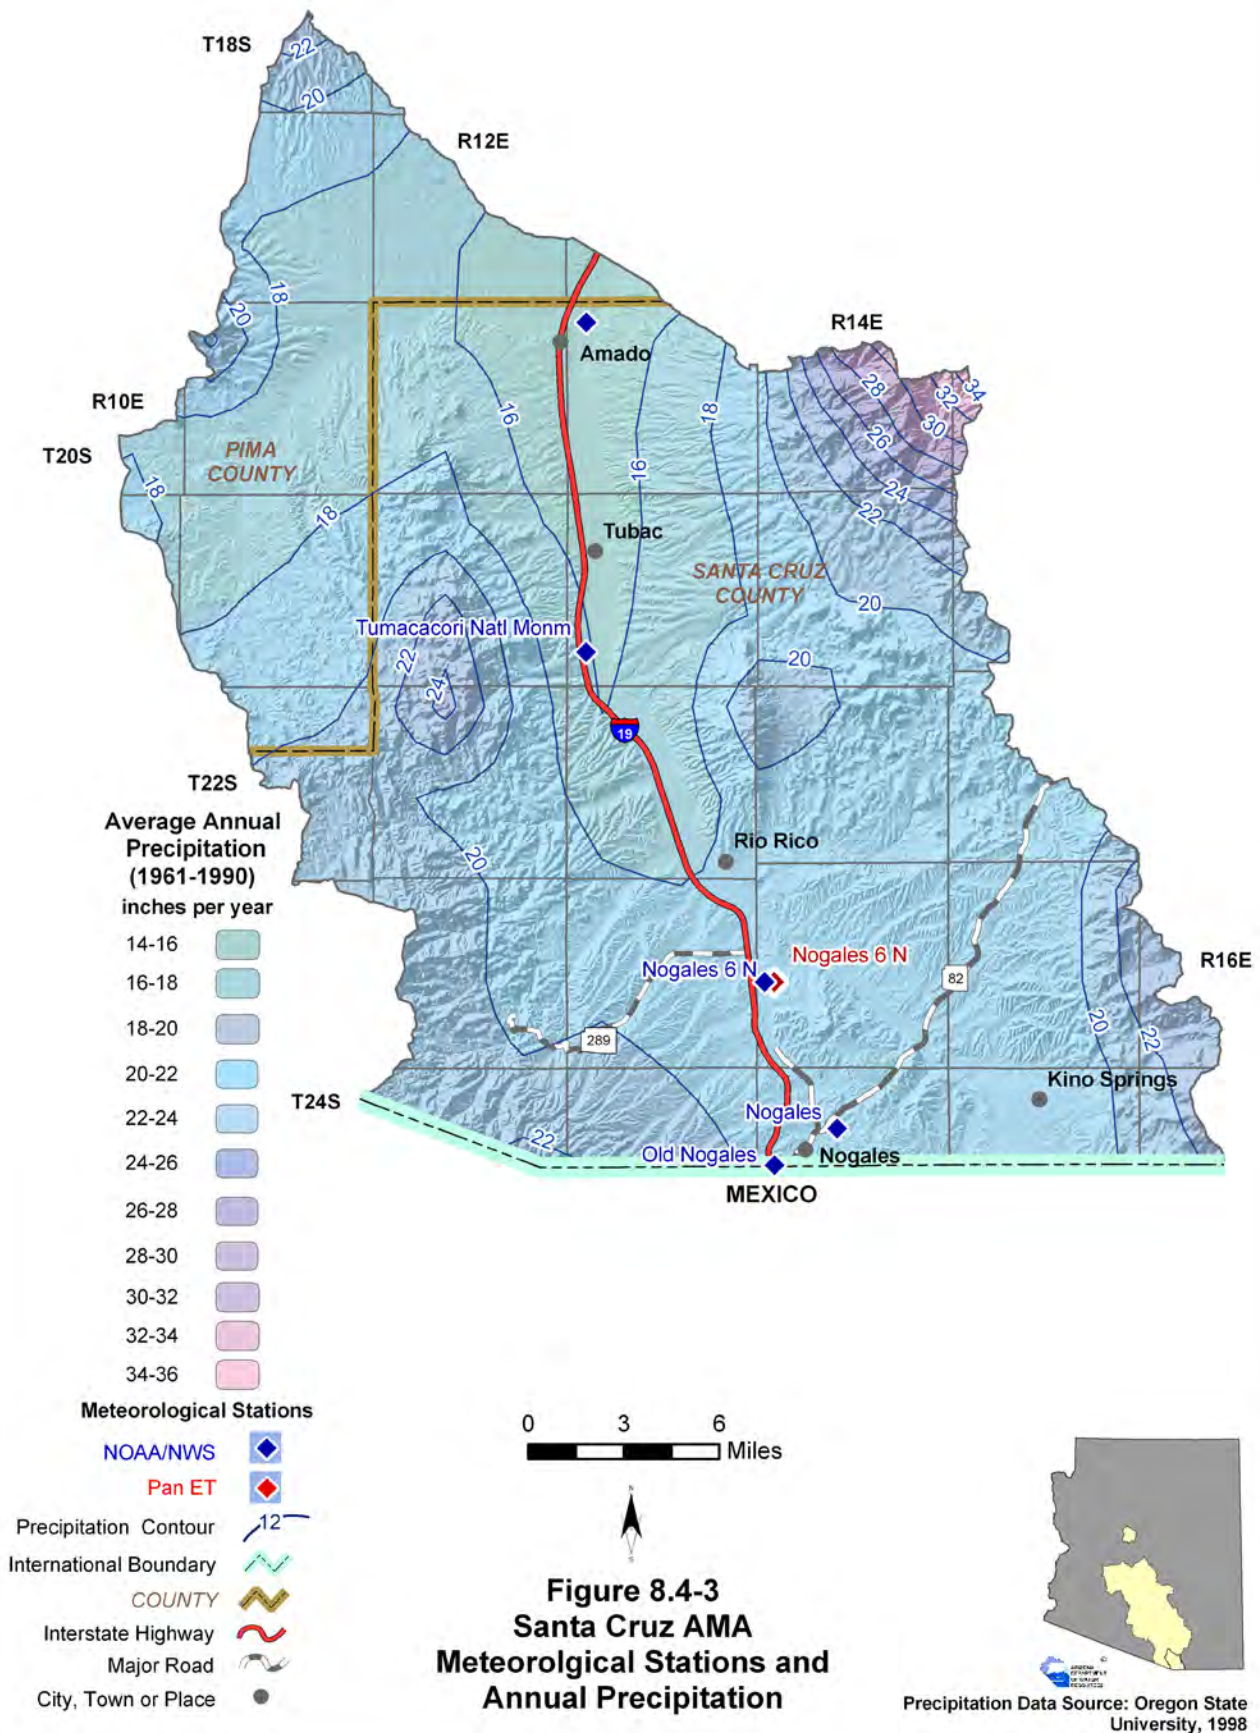 T18S
22
20
R12E
18
20
R14E
Amado
28
34
32
R10E
16
18
30
T20S
PIMA
COUNTY
26
16
18
24
18
22
Tubac
SANTA CRUZ
COUNTY
20
Tumacacori Natl Monm
22
20
24
19
T22S
Rio Rico
20
Nogales 6 N
Nogales 6 N
R16E
82
20
22
289
Kino Springs
T24S
Nogales
22
Old Nogales
Nogales
MEXICO
Average Annual
Precipitation
(1961-1990)
inches per year
14-16
16-18
18-20
20-22
22-24
24-26
26-28
28-30
30-32
32-34
34-36
Meteorological Stations
NOAA/NWS
Pan ET
Precipitation Contour
12
International Boundary
COUNTY
Interstate Highway
Major Road
City, Town or Place
0 3 6
Miles
N
S
Figure 8.4-3
Santa Cruz AMA
Meteorolgical Stations and
Annual Precipitation
ARIZONA
DEPARTMENT
OF WATER
RESOURCES
Precipitation Data Source: Oregon State
University, 1998